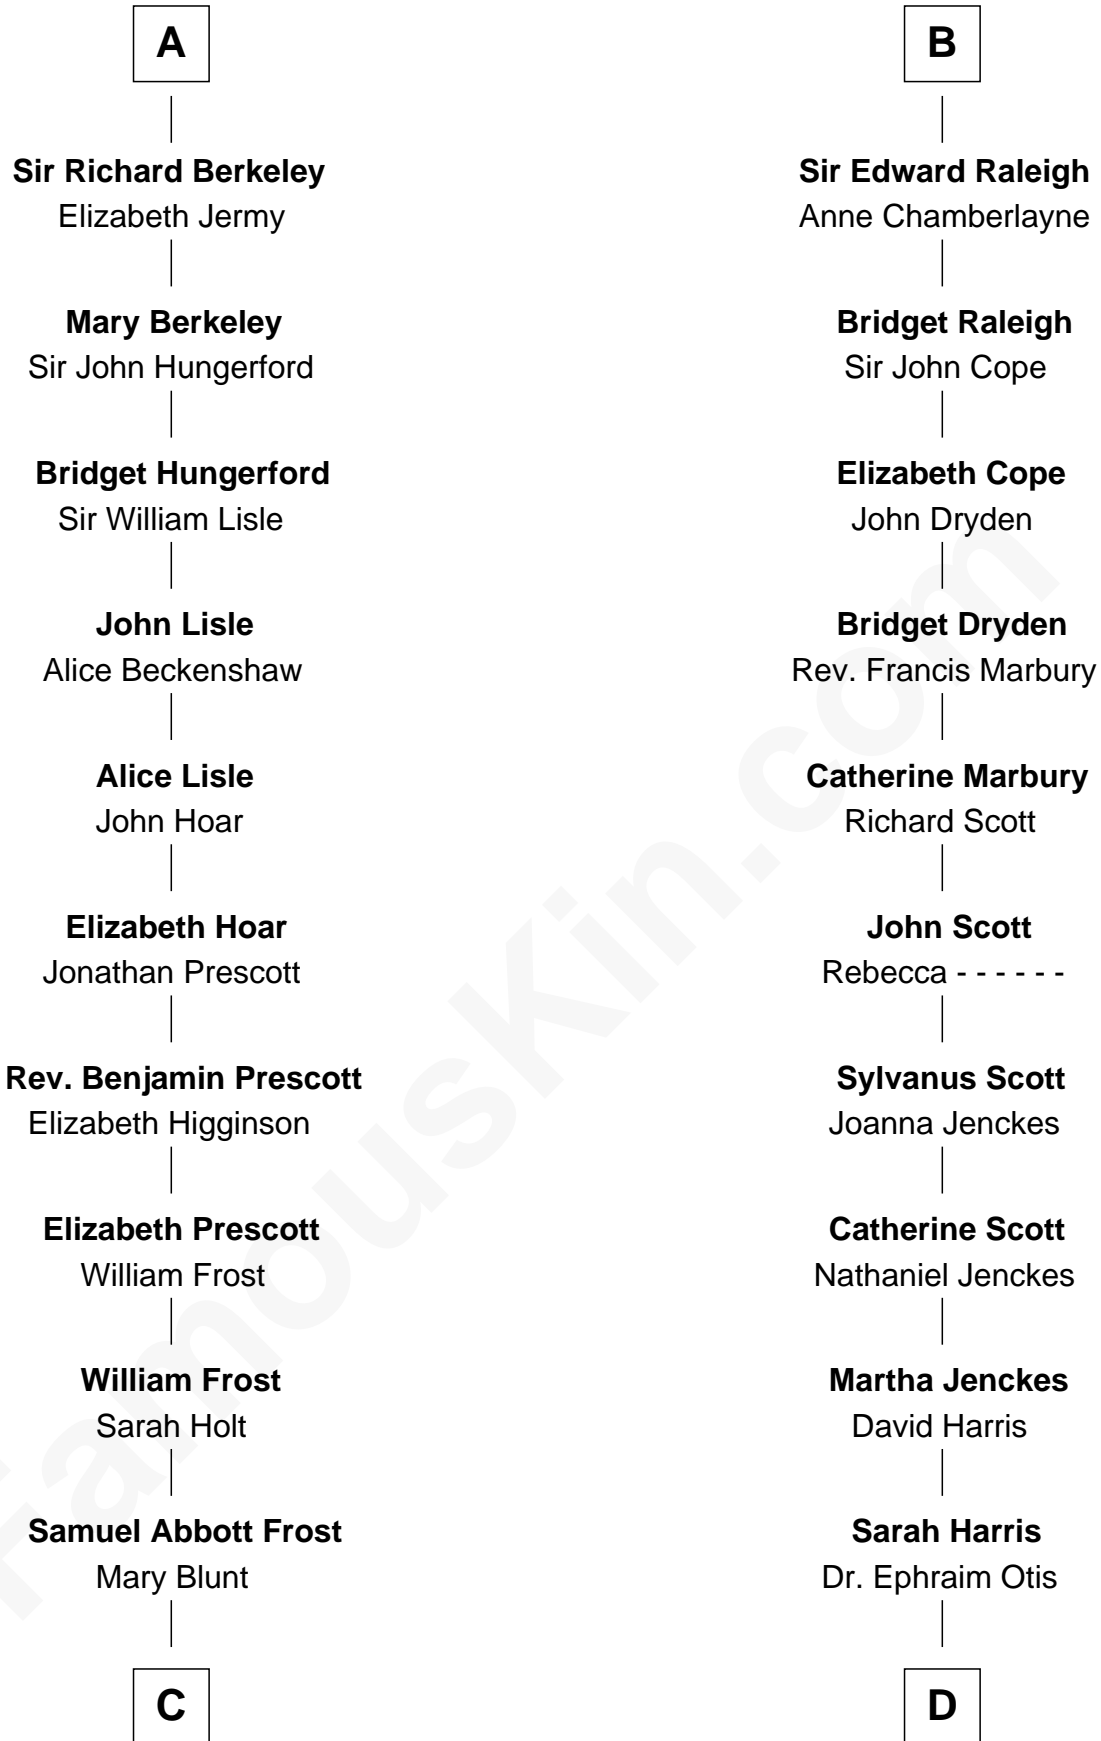 A
Sir Richard Berkeley
Elizabeth Jermy
Mary Berkeley
Sir John Hungerford
Bridget Hungerford
Sir William Lisle
John Lisle
Alice Beckenshaw
Alice Lisle
John Hoar
Elizabeth Hoar
Jonathan Prescott
Rev. Benjamin Prescott
Elizabeth Higginson
Elizabeth Prescott
William Frost
William Frost
Sarah Holt
Samuel Abbott Frost
Mary Blunt
C
B
Sir Edward Raleigh
Anne Chamberlayne
Bridget Raleigh
Sir John Cope
Elizabeth Cope
John Dryden
Bridget Dryden
Rev. Francis Marbury
Catherine Marbury
Richard Scott
John Scott
Rebecca - - - - - -
Sylvanus Scott
Joanna Jenckes
Catherine Scott
Nathaniel Jenckes
Martha Jenckes
David Harris
Sarah Harris
Dr. Ephraim Otis
D
FamousKin.com